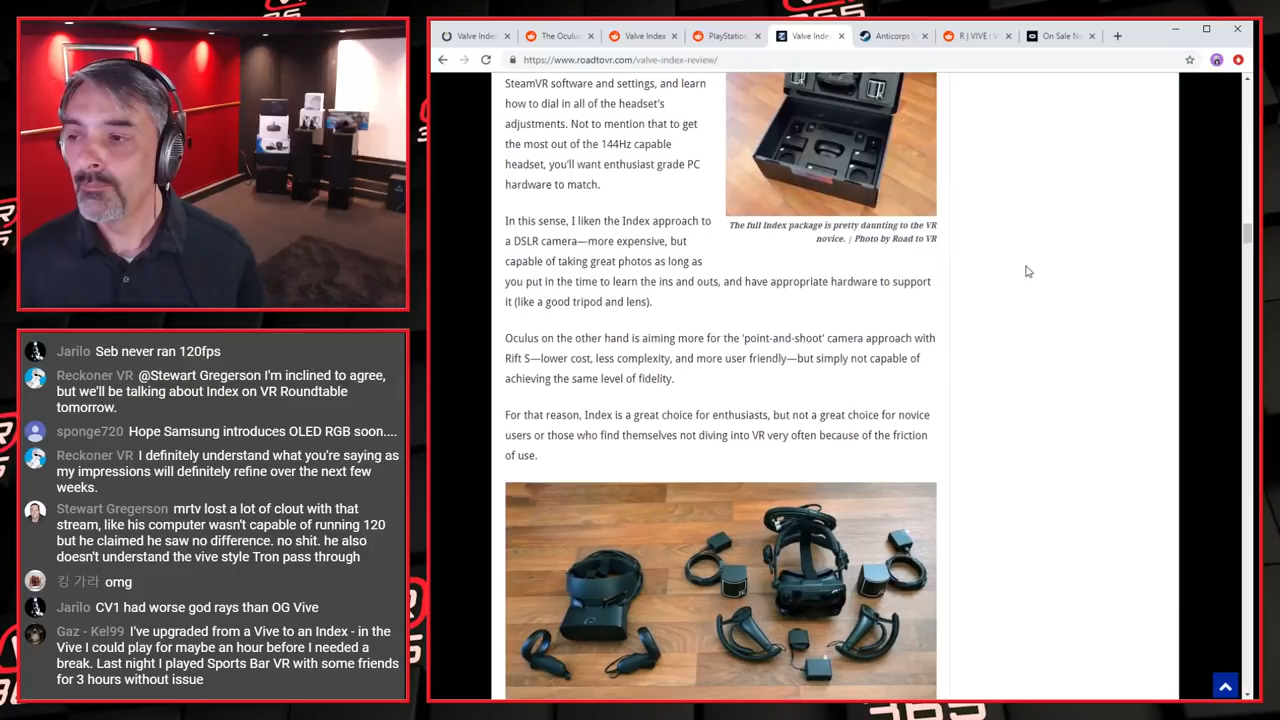 Valve Inde
The Oculu
Valve Index
PlayStation
Valve Inde
Anticorps
R | VIVE : V
On Sale No
https://www.roadtovr.com/valve-index-review/
SteamVR software and settings, and learn
how to dial in all of the headset's
adjustments. Not to mention that to get
the most out of the 144Hz capable
headset, you'll want enthusiast grade PC
hardware to match.
The full Index package is pretty daunting to the VR
novice. | Photo by Road to VR
In this sense, I liken the Index approach to
a DSLR camera—more expensive, but
capable of taking great photos as long as
you put in the time to learn the ins and outs, and have appropriate hardware to support
it (like a good tripod and lens).
Oculus on the other hand is aiming more for the 'point-and-shoot' camera approach with
Rift S—lower cost, less complexity, and more user friendly—but simply not capable of
achieving the same level of fidelity.
For that reason, Index is a great choice for enthusiasts, but not a great choice for novice
users or those who find themselves not diving into VR very often because of the friction
of use.
Jarilo Seb never ran 120fps
Reckoner VR @Stewart Gregerson I'm inclined to agree,
but we'll be talking about Index on VR Roundtable
tomorrow.
sponge720 Hope Samsung introduces OLED RGB soon....
Reckoner VR I definitely understand what you're saying as
my impressions will definitely refine over the next few
weeks.
Stewart Gregerson mrtv lost a lot of clout with that
stream, like his computer wasn't capable of running 120
but he claimed he saw no difference. no shit. he also
doesn't understand the vive style Tron pass through
킹 가라 omg
Jarilo CV1 had worse god rays than OG Vive
Gaz - Kel99 I've upgraded from a Vive to an Index - in the
Vive I could play for maybe an hour before I needed a
break. Last night I played Sports Bar VR with some friends
for 3 hours without issue